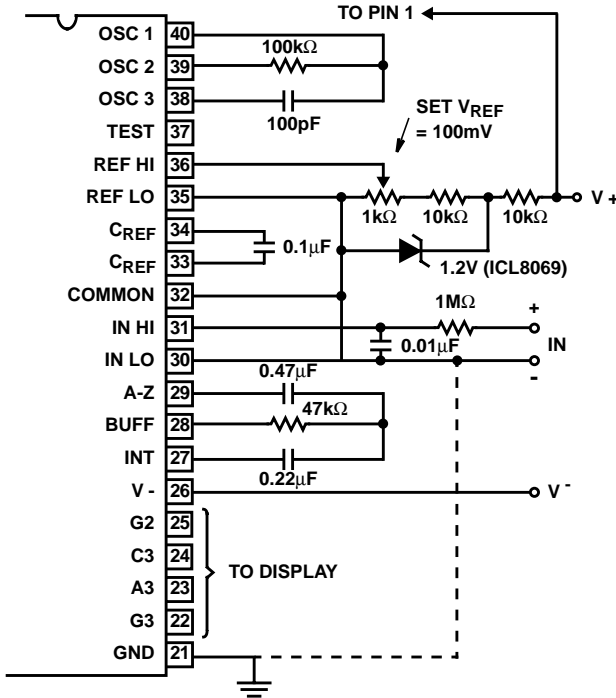 TO PIN 1
OSC 1 40
100kΩ
OSC 2 39
OSC 3 38
100pF
SET VREF
= 100mV
TEST 37
REF HI 36
REF LO 35
V +
1kΩ 10kΩ 10kΩ
CREF 34
0.1μF
CREF 33
1.2V (ICL8069)
COMMON 32
1MΩ
+
IN HI 31
0.01μF
IN
IN LO 30
-
0.47μF
A-Z 29
47kΩ
BUFF 28
INT 27
0.22μF
V - 26
V -
G2 25
C3 24
TO DISPLAY
A3 23
G3 22
GND 21